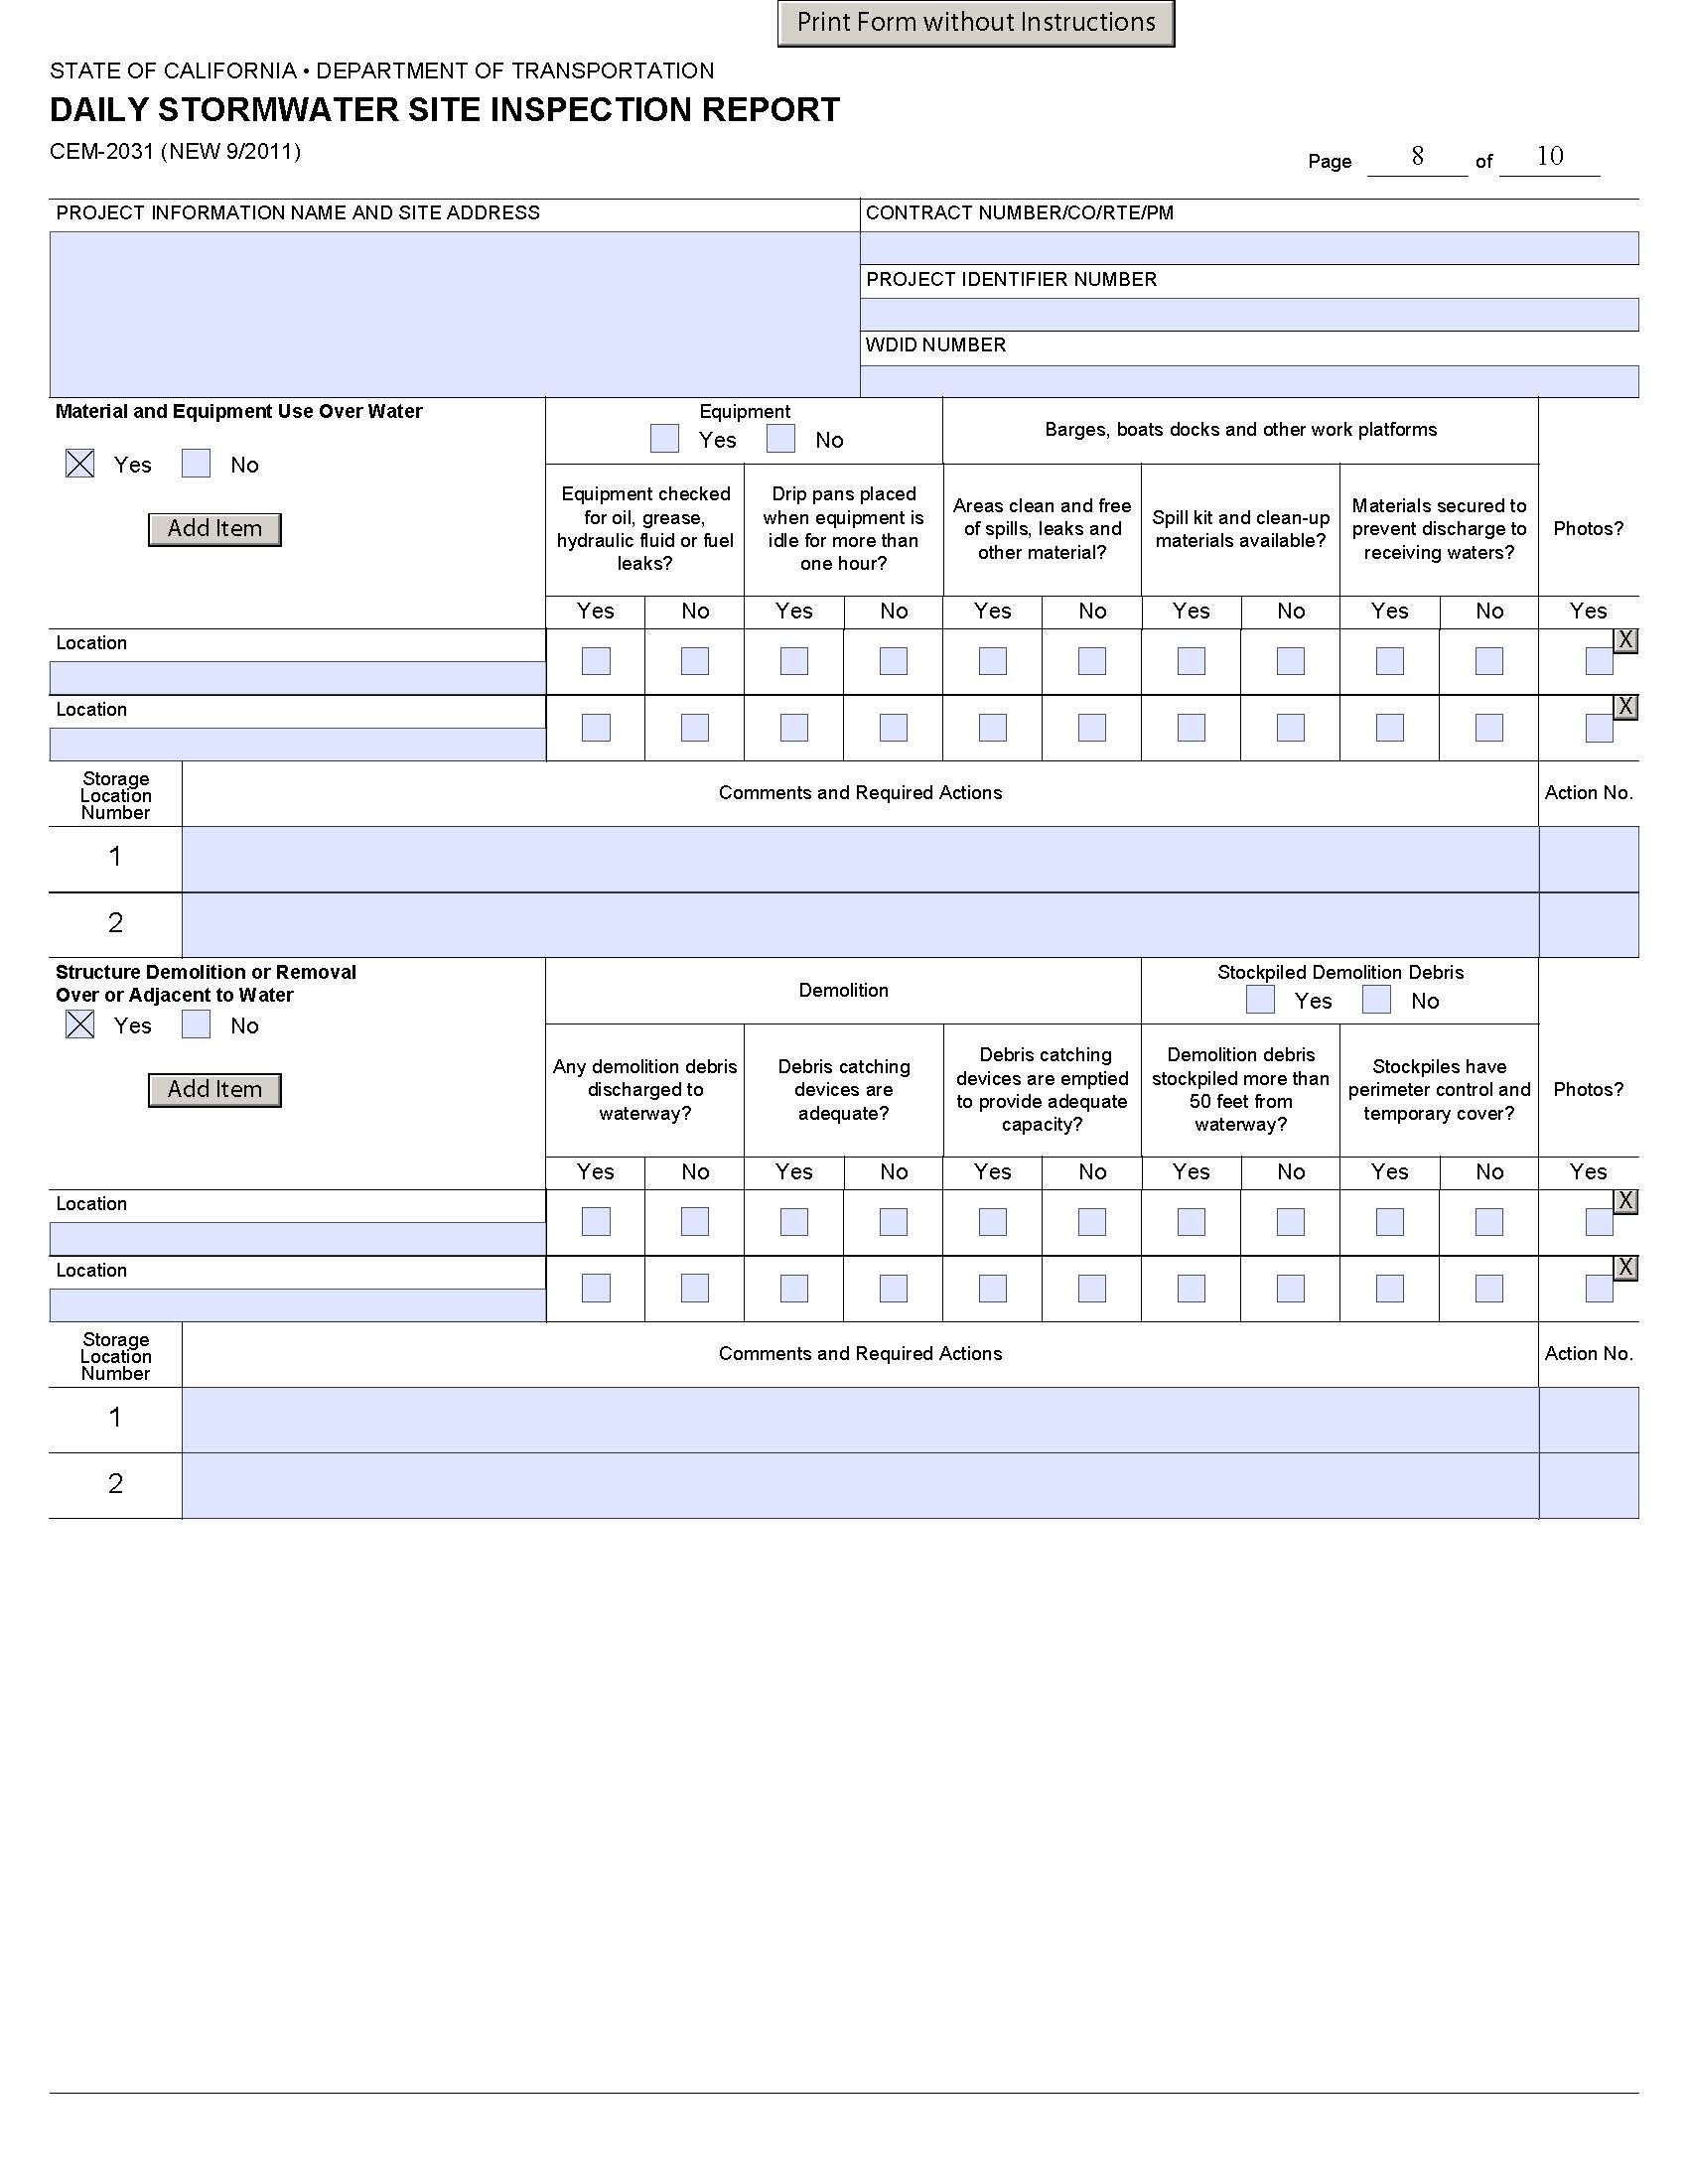 Print Form without Instructions
STATE OF CALIFORNIA • DEPARTMENT OF TRANSPORTATION
DAILY STORMWATER SITE INSPECTION REPORT
CEM-2031 (NEW 9/2011)
Page 8 of 10
PROJECT INFORMATION NAME AND SITE ADDRESS
CONTRACT NUMBER/CO/RTE/PM
PROJECT IDENTIFIER NUMBER
WDID NUMBER
Material and Equipment Use Over Water
Yes No
Add Item
Equipment
Yes No
Barges, boats docks and other work platforms
Equipment checked
for oil, grease,
hydraulic fluid or fuel
leaks?
Drip pans placed
when equipment is
idle for more than
one hour?
Areas clean and free
of spills, leaks and
other material?
Spill kit and clean-up
materials available?
Materials secured to
prevent discharge to
receiving waters?
Photos?
Yes No Yes No Yes No Yes No Yes No Yes
Location
X
Location
X
Storage
Location
Number
Comments and Required Actions
Action No.
1
2
Structure Demolition or Removal
Over or Adjacent to Water
Yes No
Add Item
Demolition
Stockpiled Demolition Debris
Yes No
Any demolition debris
discharged to
waterway?
Debris catching
devices are
adequate?
Debris catching
devices are emptied
to provide adequate
capacity?
Demolition debris
stockpiled more than
50 feet from
waterway?
Stockpiles have
perimeter control and
temporary cover?
Photos?
Yes No Yes No Yes No Yes No Yes No Yes
Location
X
Location
X
Storage
Location
Number
Comments and Required Actions
Action No.
1
2